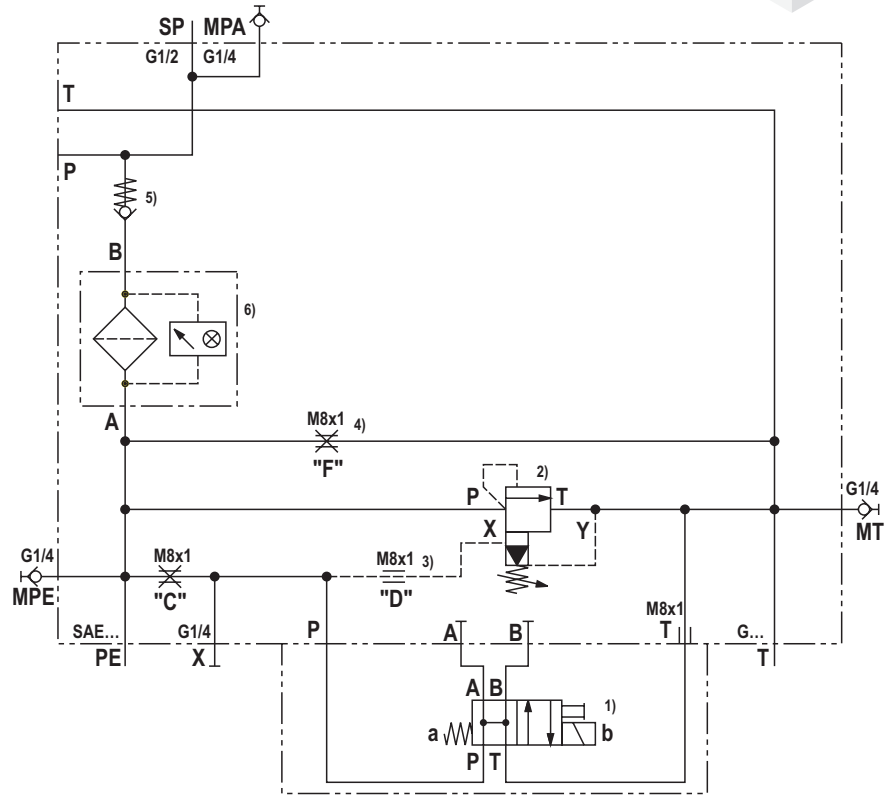 SP MPA
G1/2 G1/4
T
P
5)
B
6)
A
M8x1 4)
"F"
2)
P T
G1/4
X Y
MT
G1/4
M8x1
M8x1 3)
MPE
"C"
"D"
M8x1
SAE... G1/4 P A B T G...
PE X T
A B
1)
a b
P T